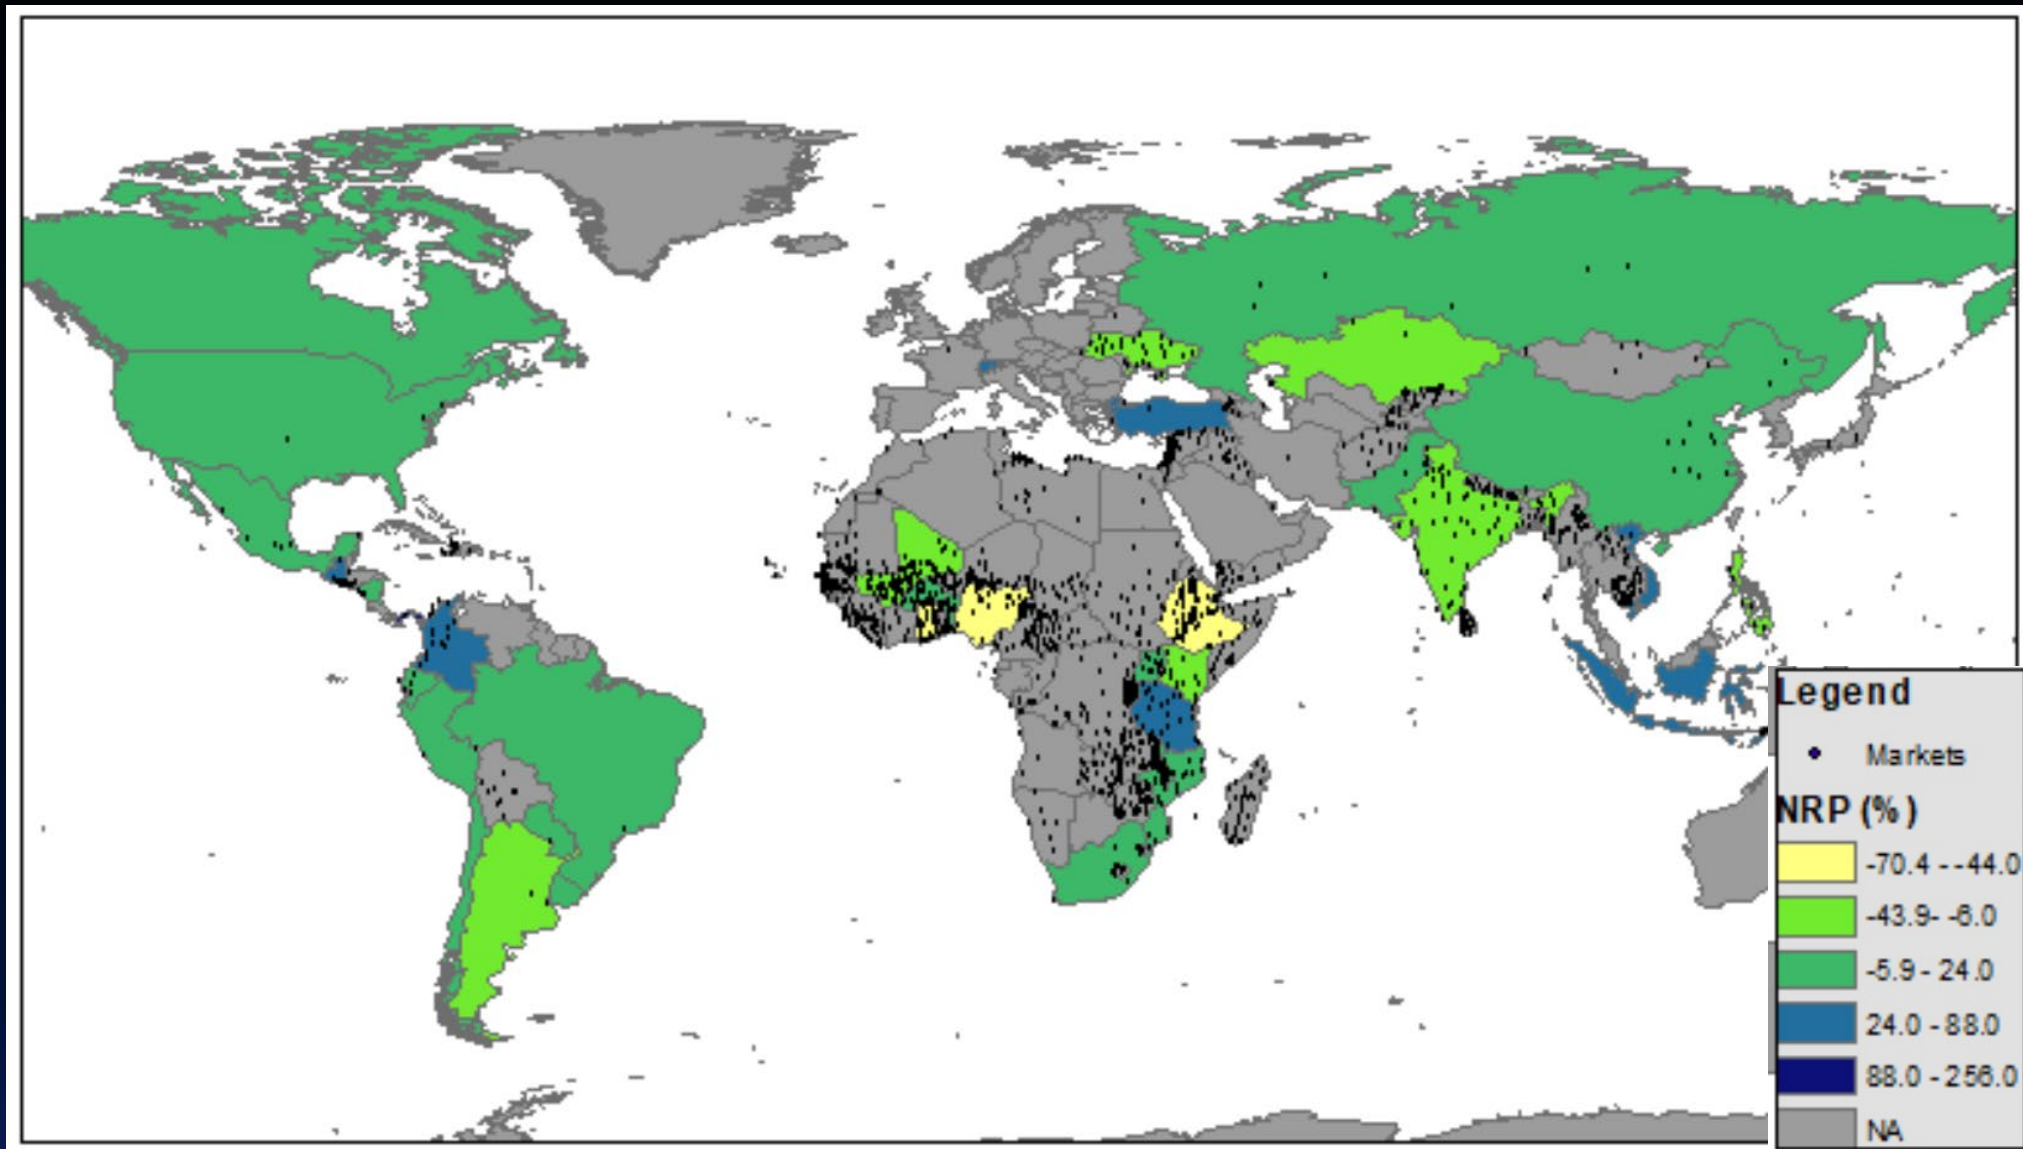 Legend
Markets
NRP (%)
-70.4 - -44.0
-43.9- -6.0
-5.9 - 24.0
24.0 - 88.0
88.0 - 256.0
NA